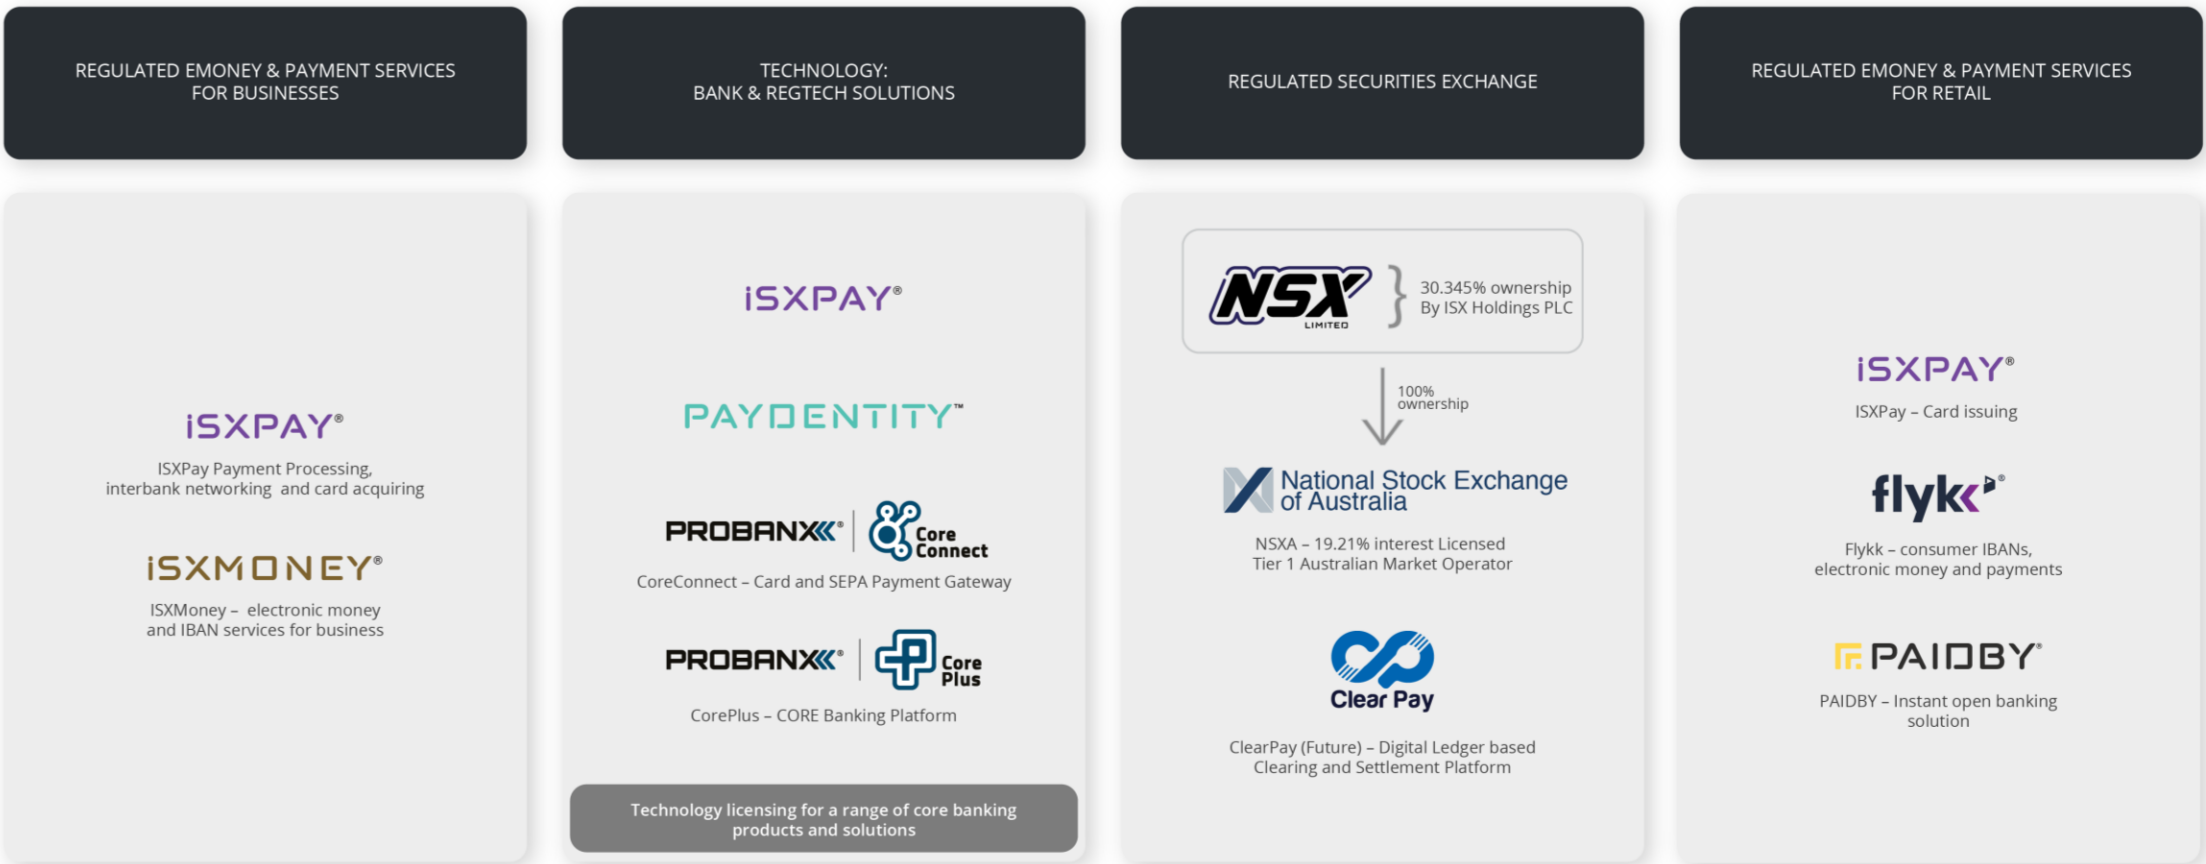 REGULATED EMONEY & PAYMENT SERVICES
FOR BUSINESSES
iSXPAY®
ISXPay Payment Processing,
interbank networking and card acquiring
iSXMONEY®
ISXMoney – electronic money
and IBAN services for business
TECHNOLOGY:
BANK & REGTECH SOLUTIONS
iSXPAY®
PAYDENTITY™
PROBANX® Core
Connect
CoreConnect – Card and SEPA Payment Gateway
PROBANX® Core
Plus
CorePlus – CORE Banking Platform
Technology licensing for a range of core banking
products and solutions
REGULATED SECURITIES EXCHANGE
NSX
LIMITED
30.345% ownership
By ISX Holdings PLC
100%
ownership
National Stock Exchange
of Australia
NSXA – 19.21% interest Licensed
Tier 1 Australian Market Operator
Clear Pay
ClearPay (Future) – Digital Ledger based
Clearing and Settlement Platform
REGULATED EMONEY & PAYMENT SERVICES
FOR RETAIL
iSXPAY®
ISXPay – Card issuing
flykk®
Flykk – consumer IBANs,
electronic money and payments
PAIDBY®
PAIDBY – Instant open banking
solution